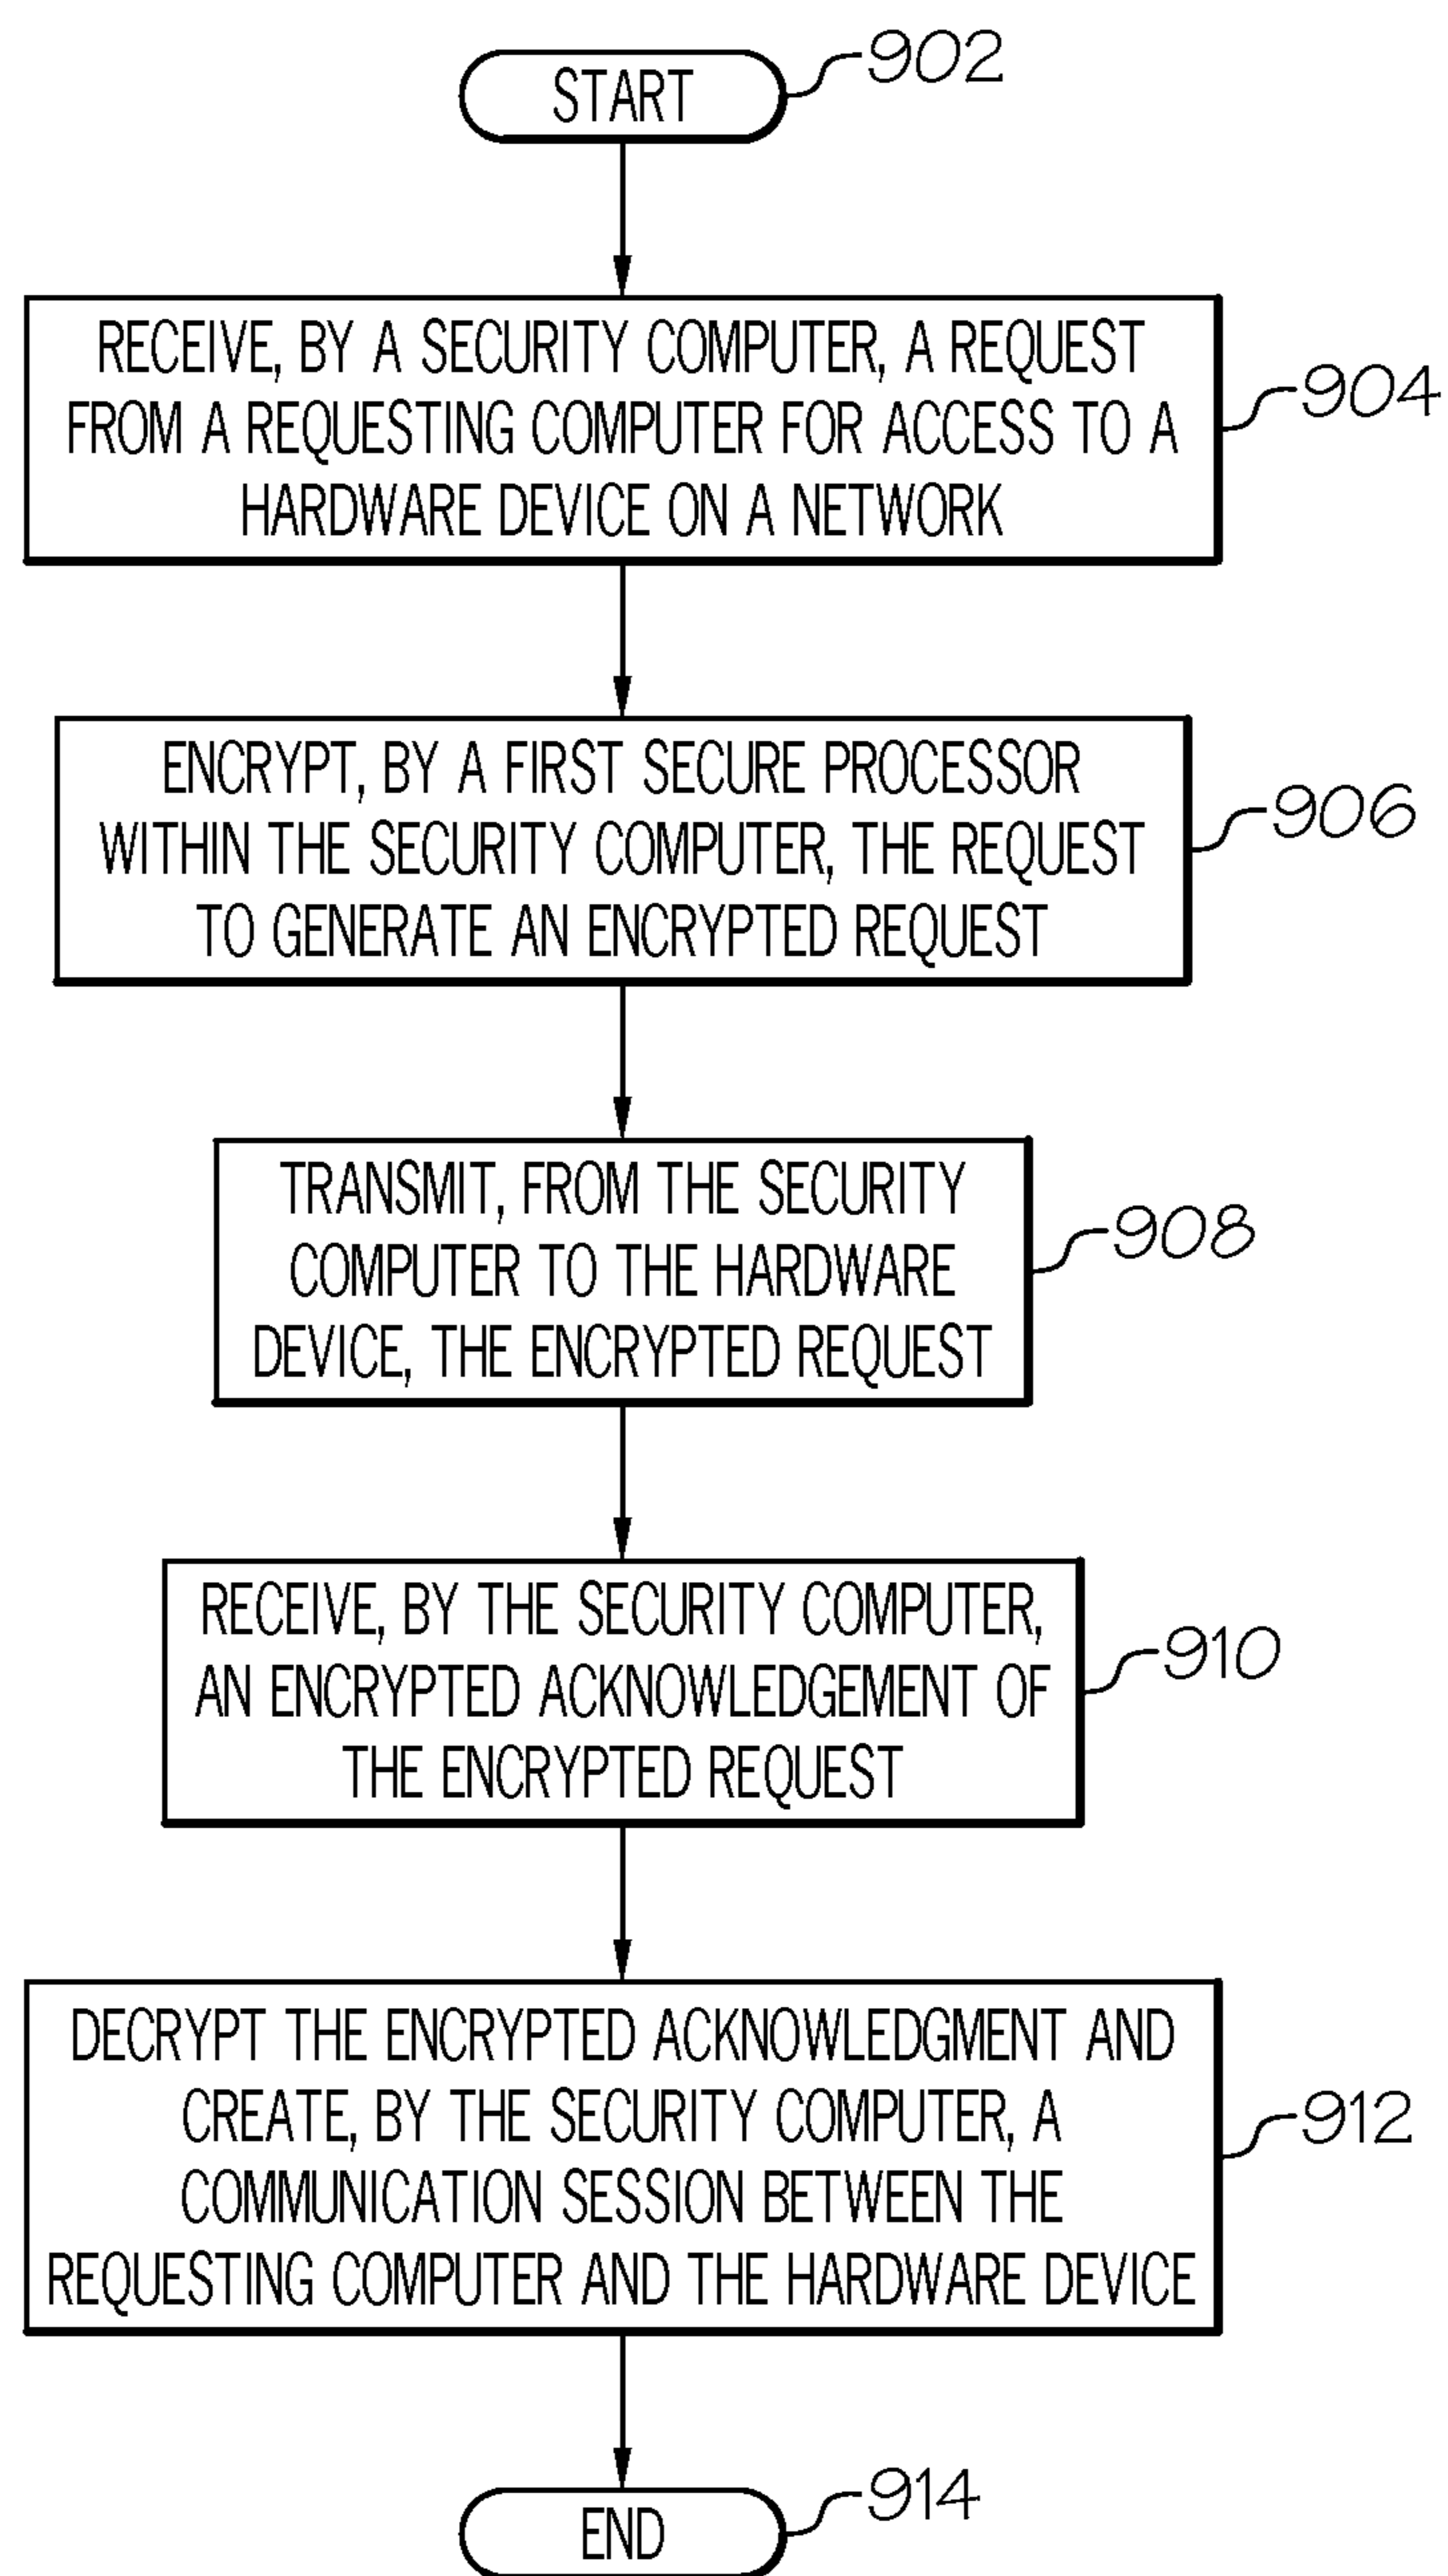 START
902
RECEIVE, BY A SECURITY COMPUTER, A REQUEST
FROM A REQUESTING COMPUTER FOR ACCESS TO A
HARDWARE DEVICE ON A NETWORK
904
ENCRYPT, BY A FIRST SECURE PROCESSOR
WITHIN THE SECURITY COMPUTER, THE REQUEST
TO GENERATE AN ENCRYPTED REQUEST
906
TRANSMIT, FROM THE SECURITY
COMPUTER TO THE HARDWARE
DEVICE, THE ENCRYPTED REQUEST
908
RECEIVE, BY THE SECURITY COMPUTER,
AN ENCRYPTED ACKNOWLEDGEMENT OF
THE ENCRYPTED REQUEST
910
DECRYPT THE ENCRYPTED ACKNOWLEDGMENT AND
CREATE, BY THE SECURITY COMPUTER, A
COMMUNICATION SESSION BETWEEN THE
REQUESTING COMPUTER AND THE HARDWARE DEVICE
912
END
914